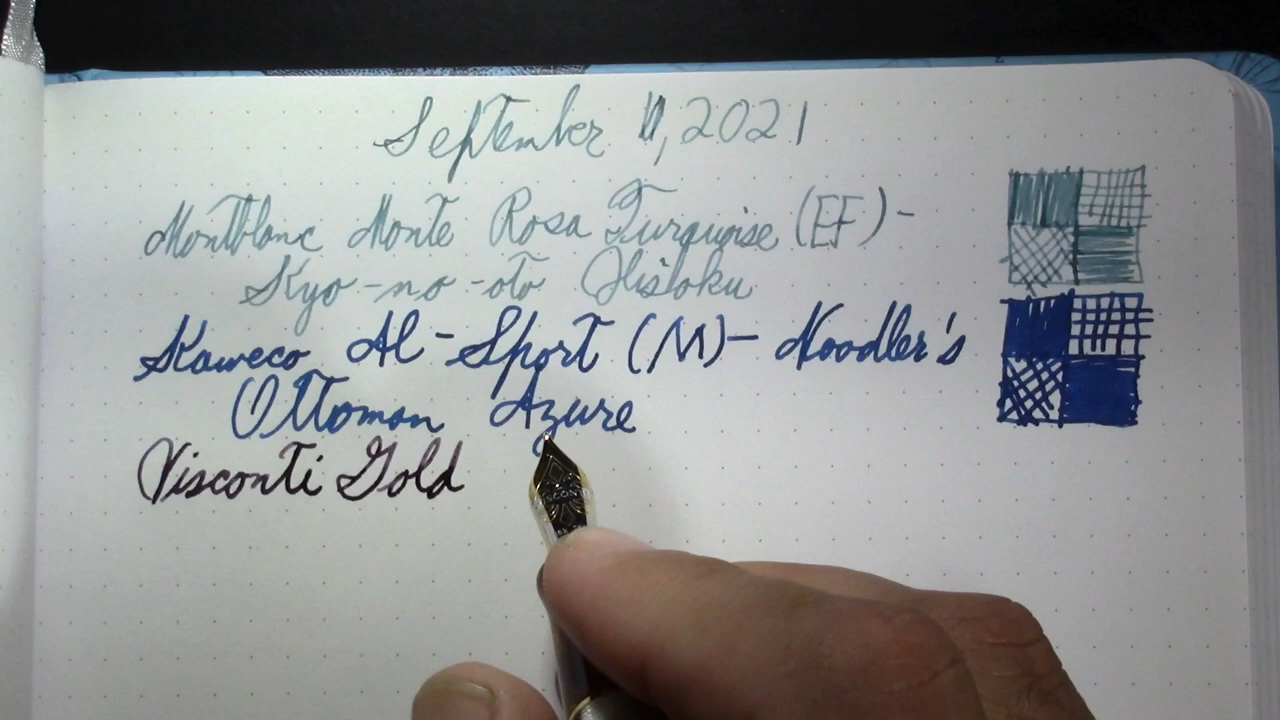 September 11, 2021
Montblanc Monte Rosa Turquoise (EF) -
Kyo-no-oto Hisoku
Kaweco Al-Sport (M) - Noodler's
Ottoman Azure
Visconti Gold
VISCONTI